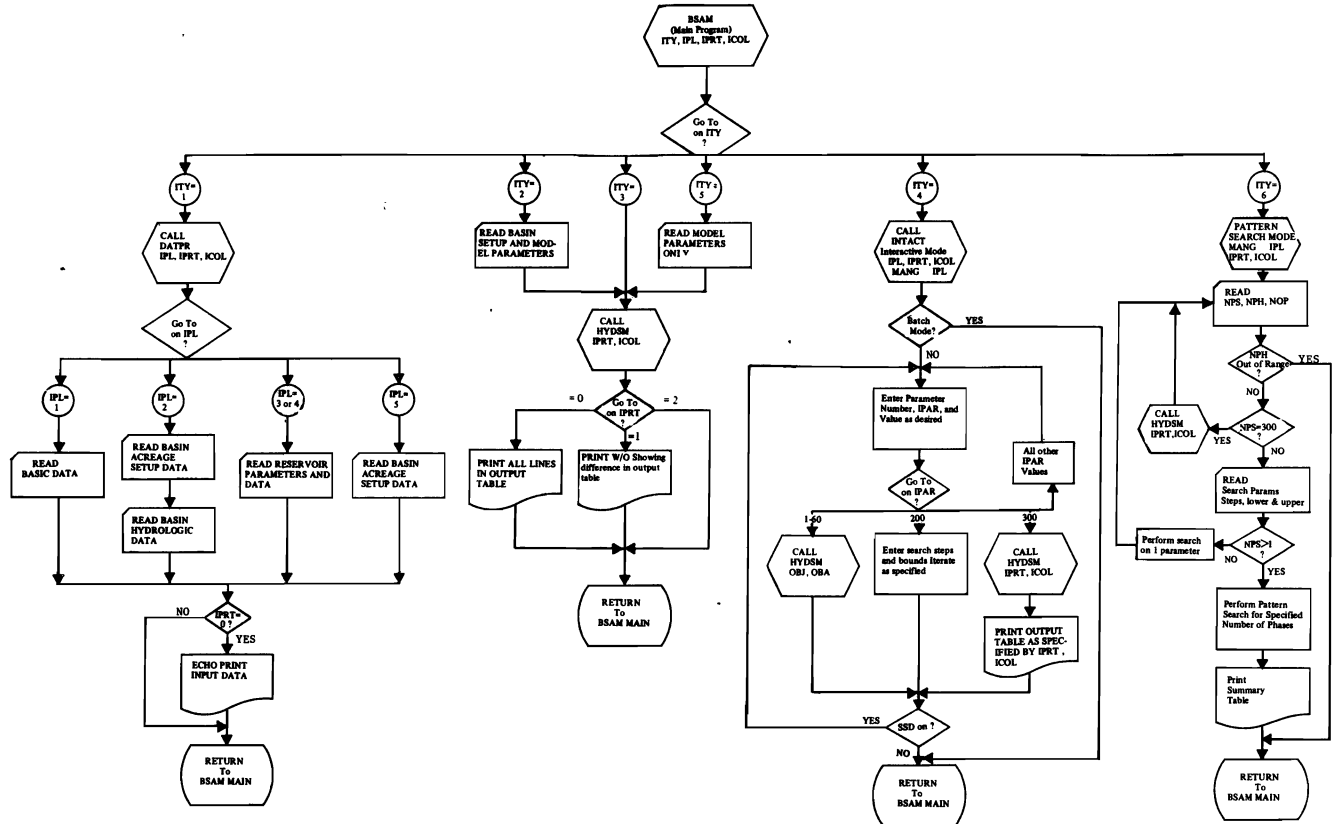 BSAM
(Main Program)
ITY, IPL, IPRT, ICOL
Go To
on ITY
?
ITY=
1
ITY=
2
ITY=
3
ITY =
5
ITY=
4
ITY=
6
CALL
DATPR
IPL, IPRT, ICOL
Go To
on IPL
?
IPL=
1
IPL=
2
IPL=
3 or 4
IPL=
5
READ
BASIC DATA
READ BASIN
ACREAGE
SETUP DATA
READ BASIN
HYDROLOGIC
DATA
READ RESERVOIR
PARAMETERS AND
DATA
READ BASIN
ACREAGE
SETUP DATA
NO
IPRT=
0 ?
YES
ECHO PRINT
INPUT DATA
RETURN
To
BSAM MAIN
READ BASIN
SETUP AND MOD-
EL PARAMETERS
READ MODEL
PARAMETERS
CALL
HYDSM
IPRT, ICOL
= 0
Go To
on IPRT
?
= 2
=1
PRINT ALL LINES
IN OUTPUT
TABLE
PRINT W/O Showing
difference in output
table
RETURN
To
BSAM MAIN
CALL
INTACT
Interactive Mode
IPL, IPRT, ICOL
MANG IPL
Batch
Mode?
YES
NO
Enter Parameter
Number, IPAR, and
Value as desired
All other
IPAR
Values
Go To
on IPAR
?
1-60
200
300
CALL
HYDSM
OBJ, OBA
Enter search steps
and bounds Iterate
as specified
CALL
HYDSM
IPRT, ICOL
PRINT OUTPUT
TABLE AS SPEC-
IFIED BY IPRT ,
ICOL
YES
SSD on ?
NO
RETURN
To
BSAM MAIN
PATTERN
SEARCH MODE
MANG IPL
IPRT, ICOL
READ
NPS, NPH, NOP
NPH
Out of Range
?
YES
NO
CALL
HYDSM
IPRT,ICOL
YES
NPS=300
?
NO
READ
Search Params
Steps, lower & upper
Perform search
on 1 parameter
NO
NPS>1
?
YES
Perform Pattern
Search for Specified
Number of Phases
Print
Summary
Table
RETURN
To
BSAM MAIN